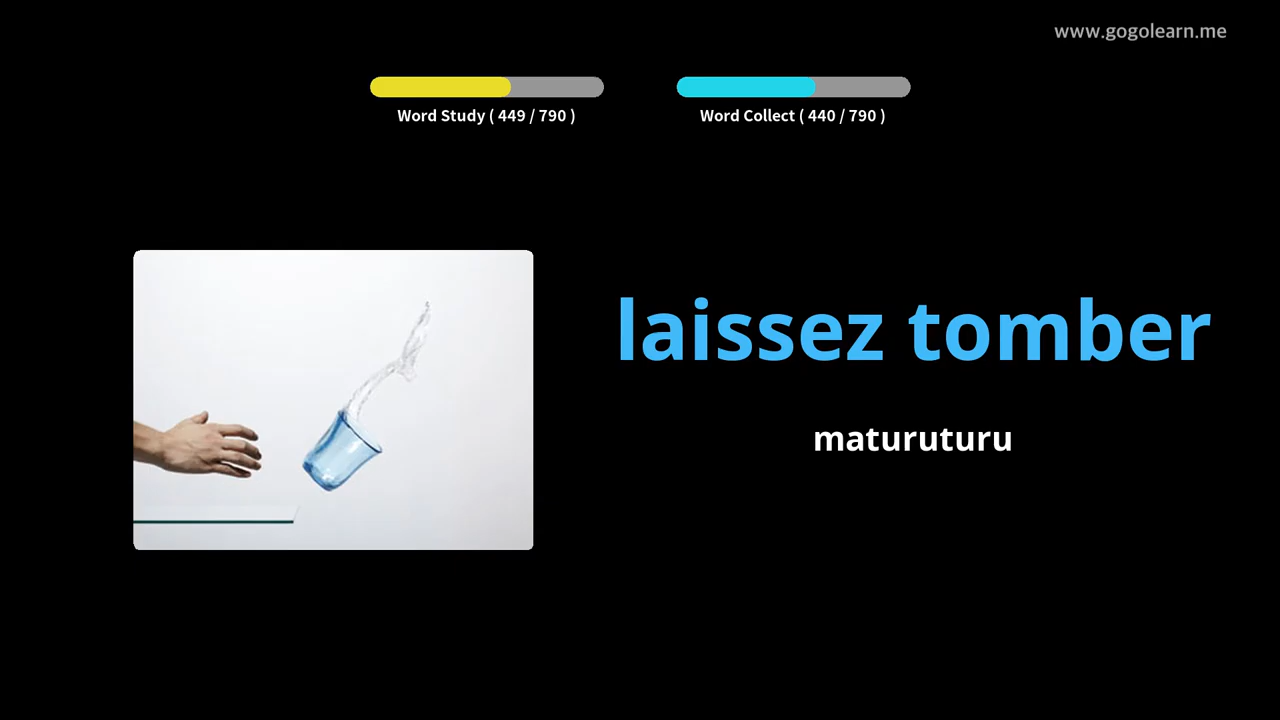 www.gogolearn.me
Word Study ( 449 / 790 )
Word Collect ( 440 / 790 )
laissez tomber
maturuturu